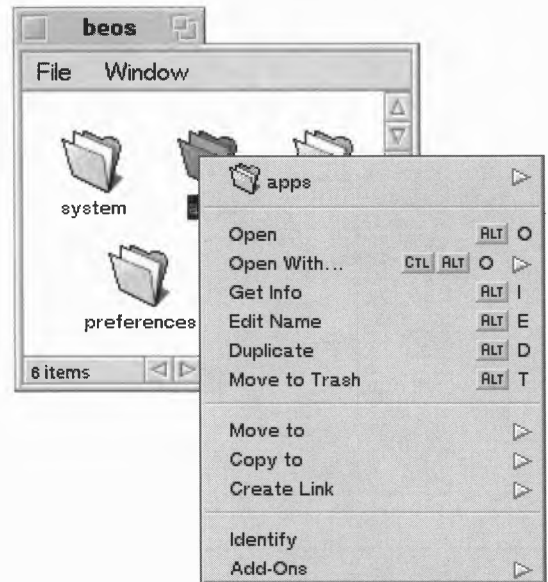 beos
File Window
system
apps
preferences
6 items
Open ALT O
Open With... CTL ALT O
Get Info ALT I
Edit Name ALT E
Duplicate ALT D
Move to Trash ALT T
Move to
Copy to
Create Link
Identify
Add-Ons